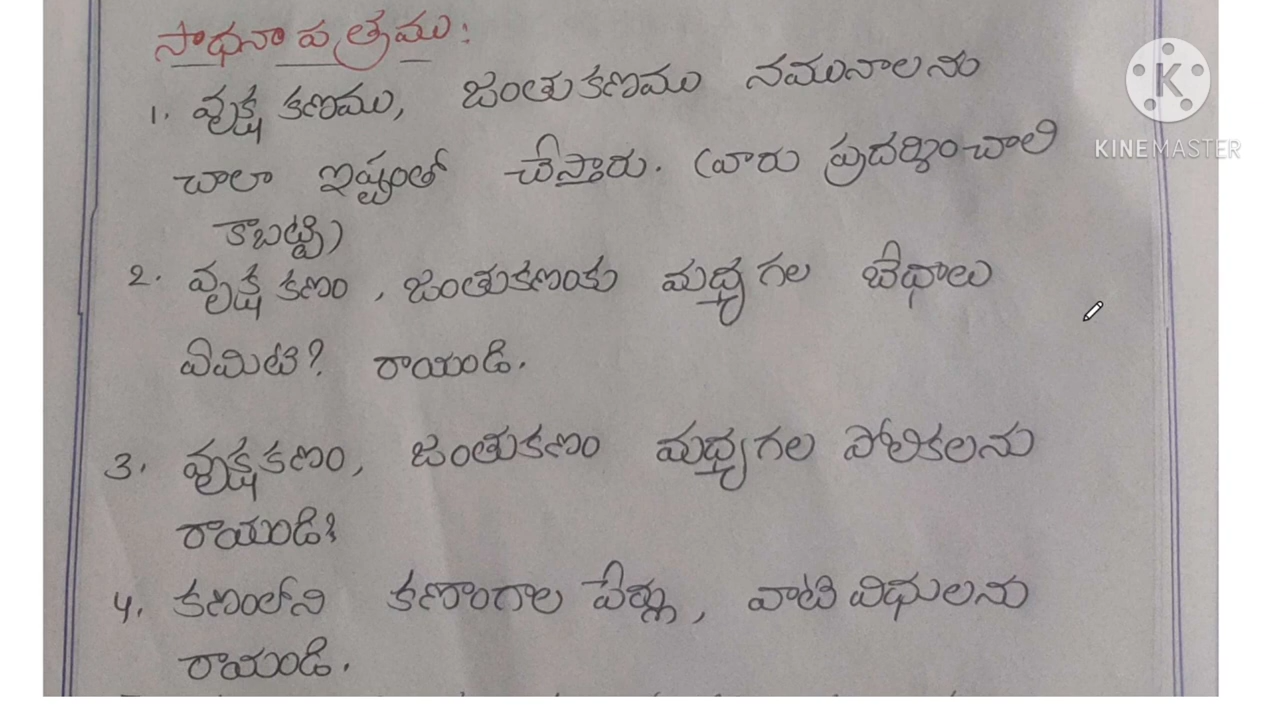 సాధనా పత్రము:
KINEMASTER
1. వృక్ష కణము, జంతుకణము నమూనాలను
చాలా ఇష్టంతో చేస్తారు. (వారు ప్రదర్శించాలి
కాబట్టి)
2. వృక్ష కణం, జంతుకణంకు మధ్య గల బేధాలు
ఏమిటి? రాయండి.
3. వృక్షకణం, జంతుకణం మధ్యగల పోలికలను
రాయండి?
4. కణంలోని కణాంగాల పేర్లు, వాటి విధులను
రాయండి.